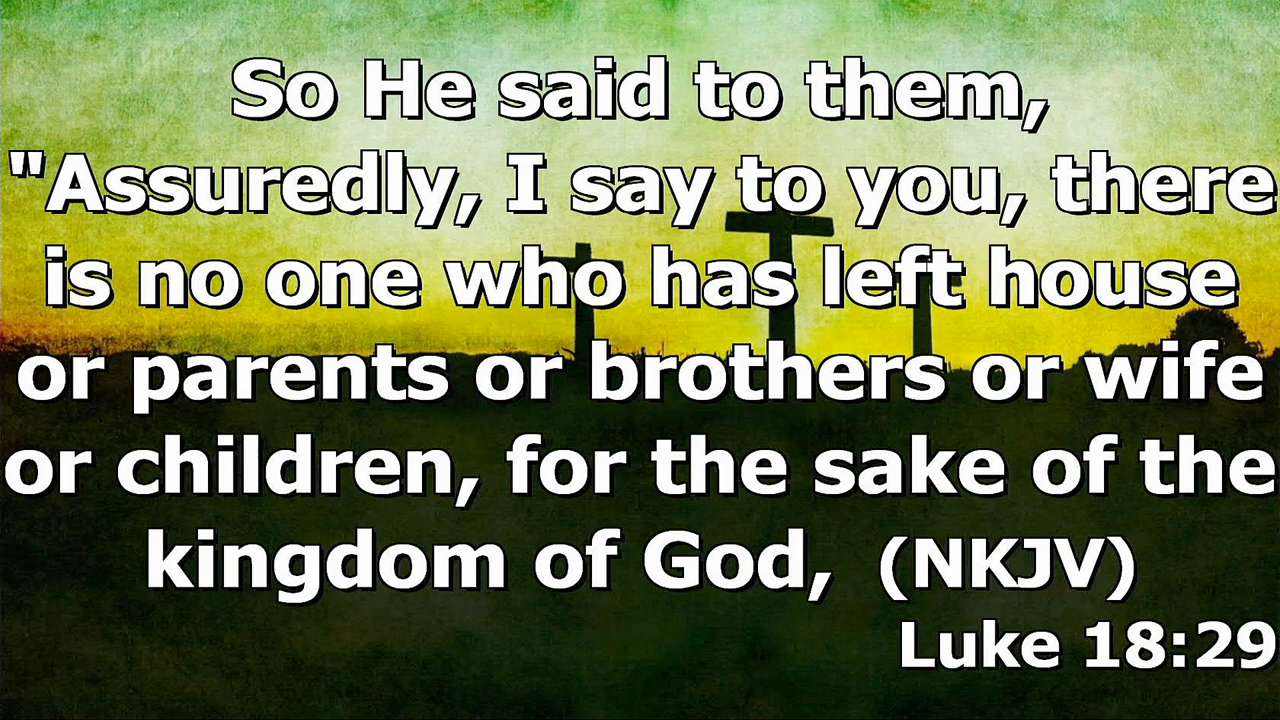 So He said to them,
"Assuredly, I say to you, there
is no one who has left house
or parents or brothers or wife
or children, for the sake of the
kingdom of God, (NKJV)
Luke 18:29